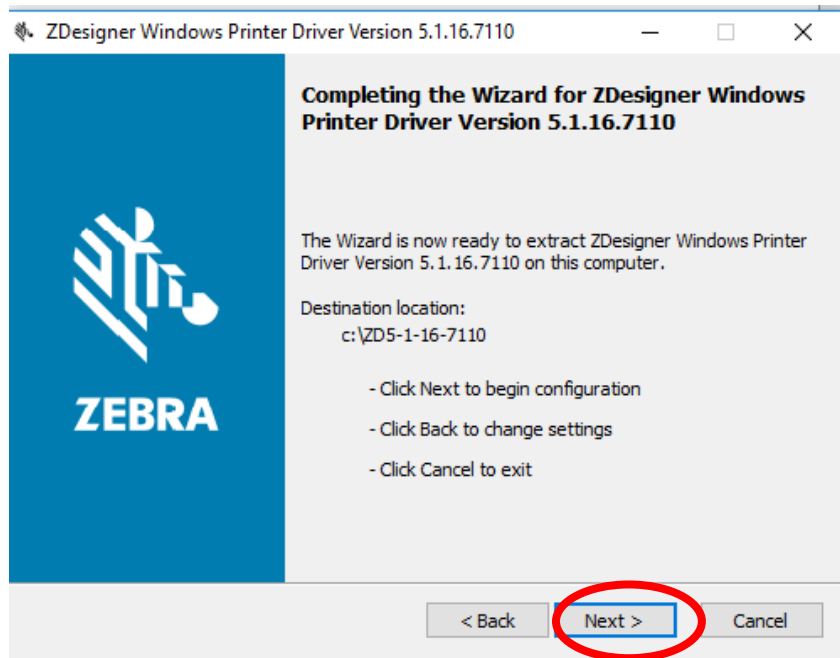 ZDesigner Windows Printer Driver Version 5.1.16.7110
Completing the Wizard for ZDesigner Windows
Printer Driver Version 5.1.16.7110
The Wizard is now ready to extract ZDesigner Windows Printer
Driver Version 5.1.16.7110 on this computer.
Destination location:
c:\ZD5-1-16-7110
- Click Next to begin configuration
- Click Back to change settings
- Click Cancel to exit
ZEBRA
< Back
Next >
Cancel